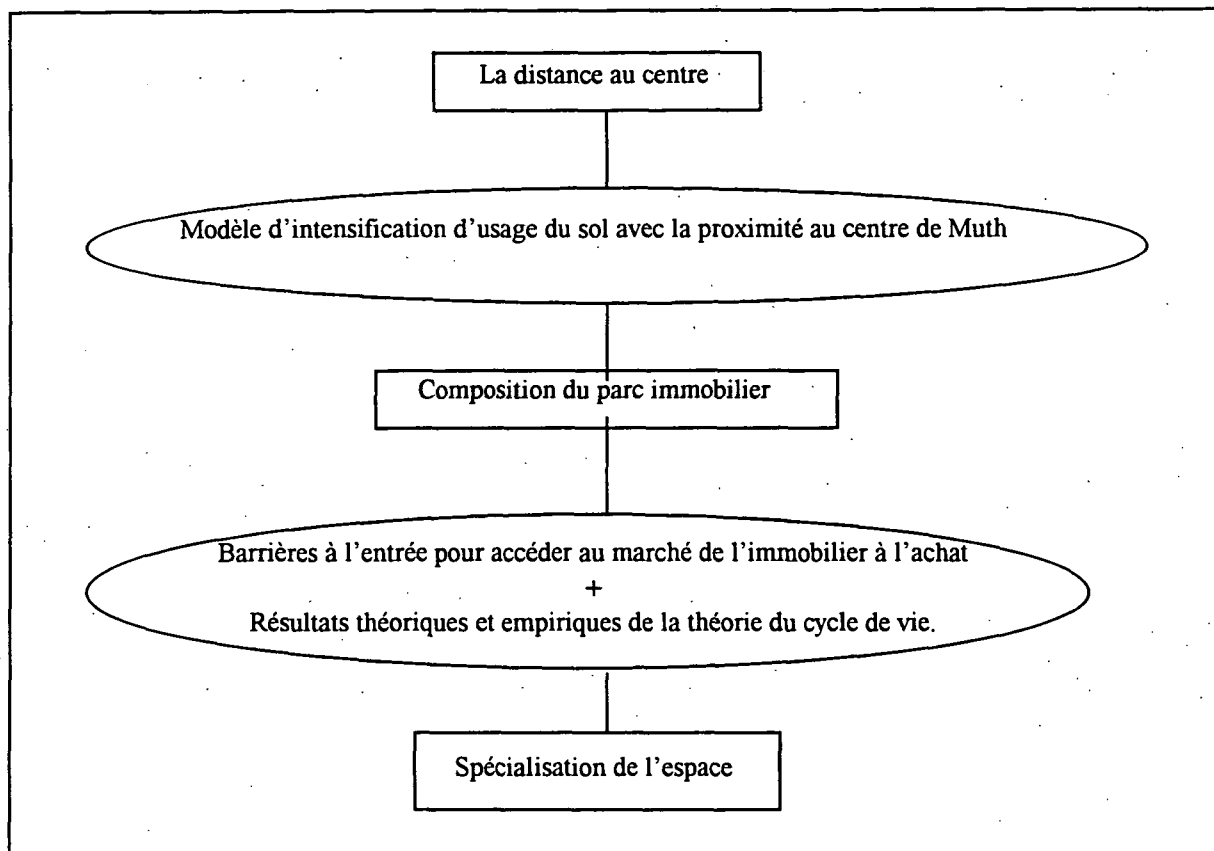 La distance au centre
Modèle d'intensification d'usage du sol avec la proximité au centre de Muth
Composition du parc immobilier
Barrières à l'entrée pour accéder au marché de l'immobilier à l'achat
+
Résultats théoriques et empiriques de la théorie du cycle de vie.
Spécialisation de l'espace